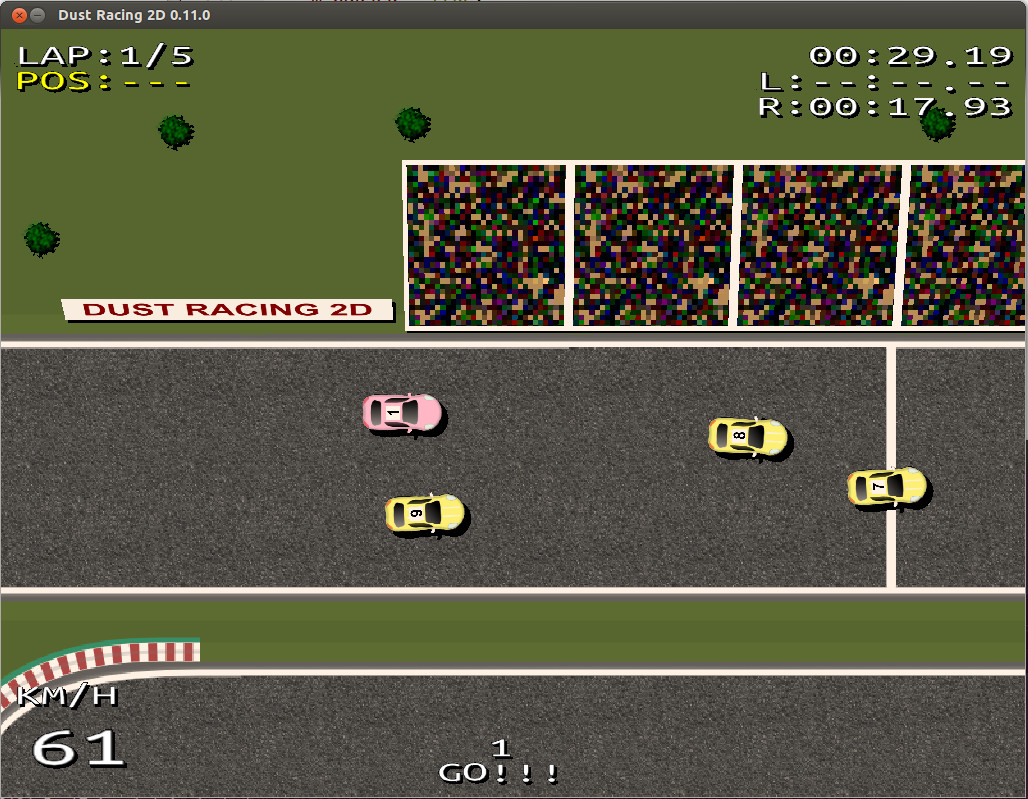 Dust Racing 2D 0.11.0
LAP:1/5
POS:---
00:29.19
L:--:--.--
R:00:17.93
DUST RACING 2D
1
8
7
9
KM/H
61
1
GO!!!